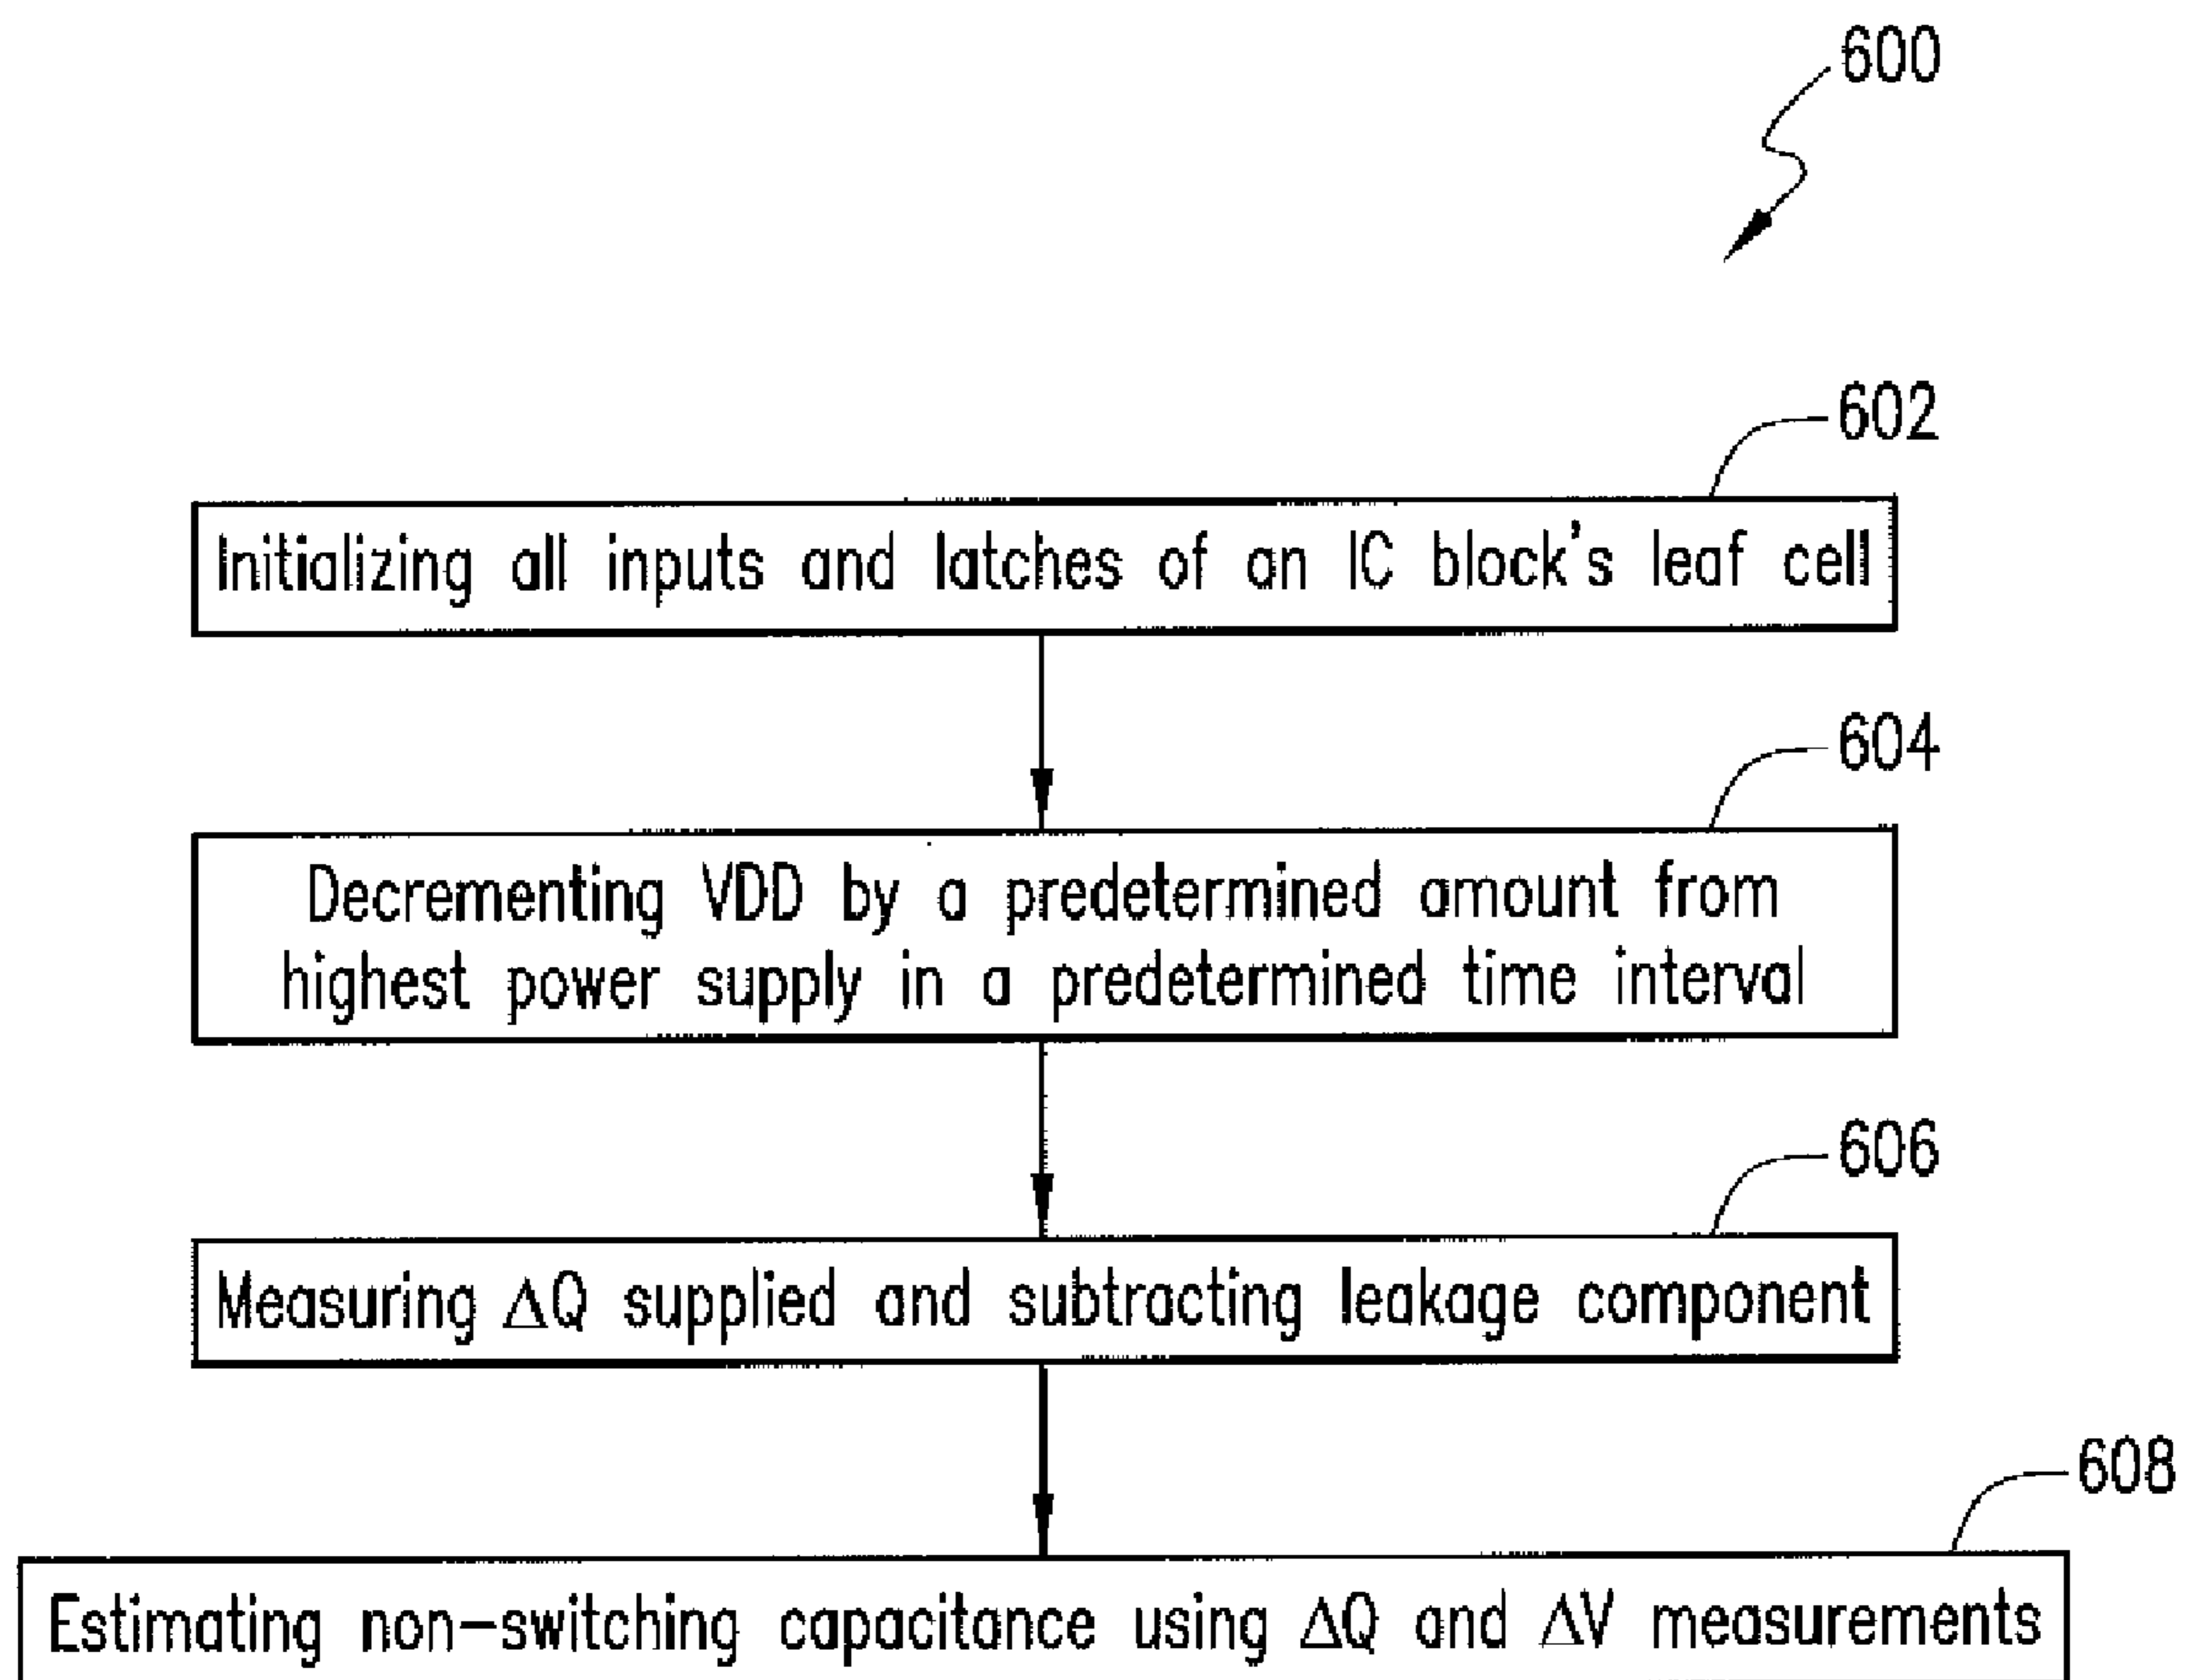 600
602
Initializing all inputs and latches of an IC block's leaf cell
604
Decrementing VDD by a predetermined amount from
highest power supply in a predetermined time interval
606
Measuring ΔQ supplied and subtracting leakage component
608
Estimating non-switching capacitance using ΔQ and ΔV measurements